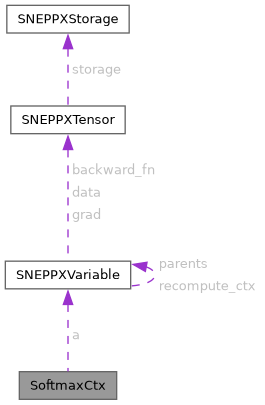 SNEPPXStorage
storage
SNEPPXTensor
backward_fn
data
grad
SNEPPXVariable
parents
recompute_ctx
a
SoftmaxCtx